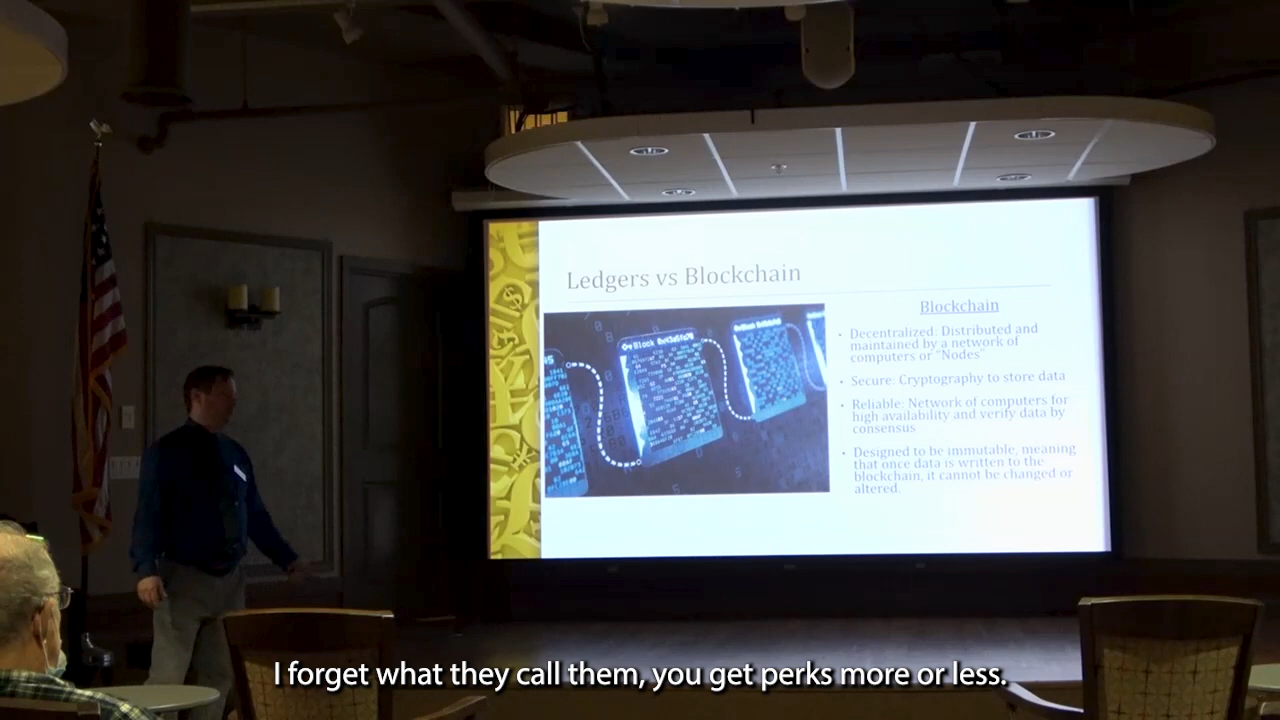 Ledgers vs Blockchain
Blockchain
• Decentralized: Distributed and
maintained by a network of
computers or "Nodes"
• Secure: Cryptography to store data
• Reliable: Network of computers for
high availability and verify data by
consensus
• Designed to be immutable, meaning
that once data is written to the
blockchain, it cannot be changed or
altered.
I forget what they call them, you get perks more or less.